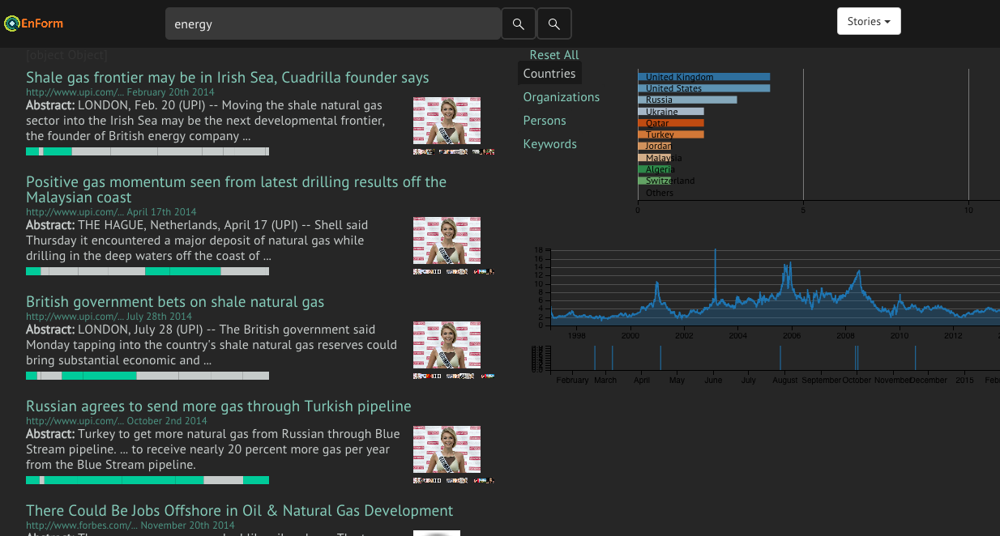 EnForm
energy
Stories
[object Object]
Shale gas frontier may be in Irish Sea, Cuadrilla founder says
http://www.upi.com/... February 20th 2014
Abstract: LONDON, Feb. 20 (UPI) -- Moving the shale natural gas
sector into the Irish Sea may be the next developmental frontier,
the founder of British energy company ...
Positive gas momentum seen from latest drilling results off the
Malaysian coast
http://www.upi.com/... April 17th 2014
Abstract: THE HAGUE, Netherlands, April 17 (UPI) -- Shell said
Thursday it encountered a major deposit of natural gas while
drilling in the deep waters off the coast of ...
British government bets on shale natural gas
http://www.upi.com/... July 28th 2014
Abstract: LONDON, July 28 (UPI) -- The British government said
Monday tapping into the country's shale natural gas reserves could
bring substantial economic and ...
Russian agrees to send more gas through Turkish pipeline
http://www.upi.com/... October 2nd 2014
Abstract: Turkey to get more natural gas from Russian through Blue
Stream pipeline. ... to receive nearly 20 percent more gas per year
from the Blue Stream pipeline.
There Could Be Jobs Offshore in Oil & Natural Gas Development
http://www.forbes.com/... November 20th 2014
Reset All
Countries
Organizations
Persons
Keywords
United Kingdom
United States
Russia
Ukraine
Qatar
Turkey
Jordan
Malaysia
Algeria
Switzerland
Others
0 5 10
18
16
14
12
10
8
6
4
2
0
1998 2000 2002 2004 2006 2008 2010 2012
February March April May June July August September October November December 2015 Feb